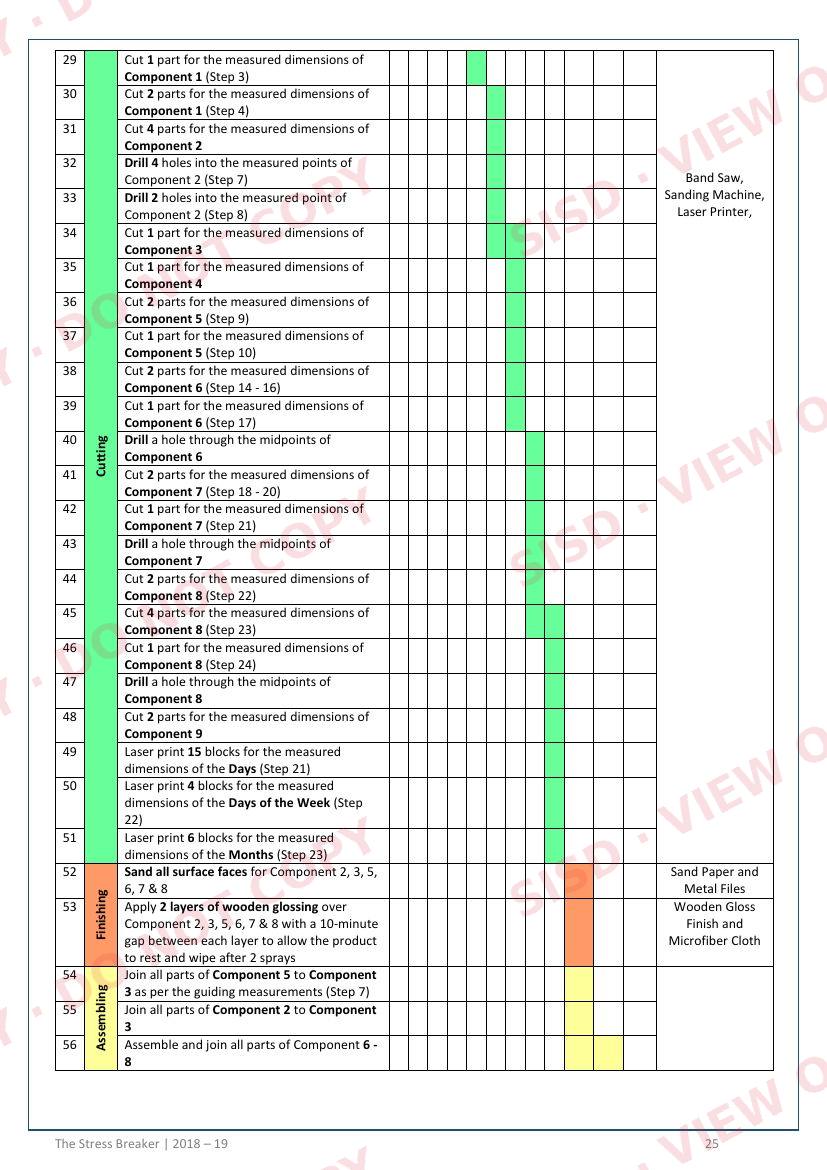 29 Cut 1 part for the measured dimensions of
Component 1 (Step 3)
30 Cut 2 parts for the measured dimensions of
Component 1 (Step 4)
31 Cut 4 parts for the measured dimensions of
Component 2
32 Drill 4 holes into the measured points of
Component 2 (Step 7)
33 Drill 2 holes into the measured point of
Component 2 (Step 8)
34 Cut 1 part for the measured dimensions of
Component 3
35 Cut 1 part for the measured dimensions of
Component 4
36 Cut 2 parts for the measured dimensions of
Component 5 (Step 9)
37 Cut 1 part for the measured dimensions of
Component 5 (Step 10)
38 Cut 2 parts for the measured dimensions of
Component 6 (Step 14 - 16)
39 Cut 1 part for the measured dimensions of
Component 6 (Step 17)
40 Drill a hole through the midpoints of
Component 6
41 Cut 2 parts for the measured dimensions of
Component 7 (Step 18 - 20)
42 Cut 1 part for the measured dimensions of
Component 7 (Step 21)
43 Drill a hole through the midpoints of
Component 7
44 Cut 2 parts for the measured dimensions of
Component 8 (Step 22)
45 Cut 4 parts for the measured dimensions of
Component 8 (Step 23)
46 Cut 1 part for the measured dimensions of
Component 8 (Step 24)
47 Drill a hole through the midpoints of
Component 8
48 Cut 2 parts for the measured dimensions of
Component 9
49 Laser print 15 blocks for the measured
dimensions of the Days (Step 21)
50 Laser print 4 blocks for the measured
dimensions of the Days of the Week (Step
22)
51 Laser print 6 blocks for the measured
dimensions of the Months (Step 23)
Cutting
Band Saw,
Sanding Machine,
Laser Printer,
52 Sand all surface faces for Component 2, 3, 5,
6, 7 & 8
Sand Paper and
Metal Files
53 Apply 2 layers of wooden glossing over
Component 2, 3, 5, 6, 7 & 8 with a 10-minute
gap between each layer to allow the product
to rest and wipe after 2 sprays
Finishing
Wooden Gloss
Finish and
Microfiber Cloth
54 Join all parts of Component 5 to Component
3 as per the guiding measurements (Step 7)
55 Join all parts of Component 2 to Component
3
56 Assemble and join all parts of Component 6 -
8
Assembling
The Stress Breaker | 2018 – 19 25
Y · DO NOT COPY
SISD · VIEW O
Y · DO NOT COPY
SISD · VIEW O
Y · DO NOT COPY
SISD · VIEW O